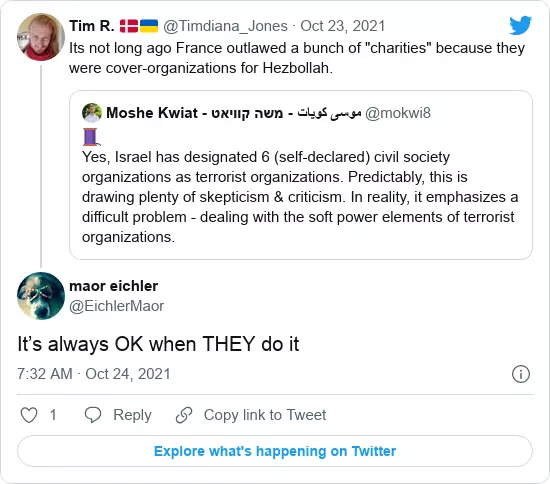 Tim R. 🇩🇰🇺🇦 @Timdiana_Jones · Oct 23, 2021
Its not long ago France outlawed a bunch of "charities" because they
were cover-organizations for Hezbollah.
Moshe Kwiat - משה קוויאט - موسى كويات @mokwi8
🧵
Yes, Israel has designated 6 (self-declared) civil society
organizations as terrorist organizations. Predictably, this is
drawing plenty of skepticism & criticism. In reality, it emphasizes a
difficult problem - dealing with the soft power elements of terrorist
organizations.
maor eichler
@EichlerMaor
It’s always OK when THEY do it
7:32 AM · Oct 24, 2021
1 Reply Copy link to Tweet
Explore what's happening on Twitter